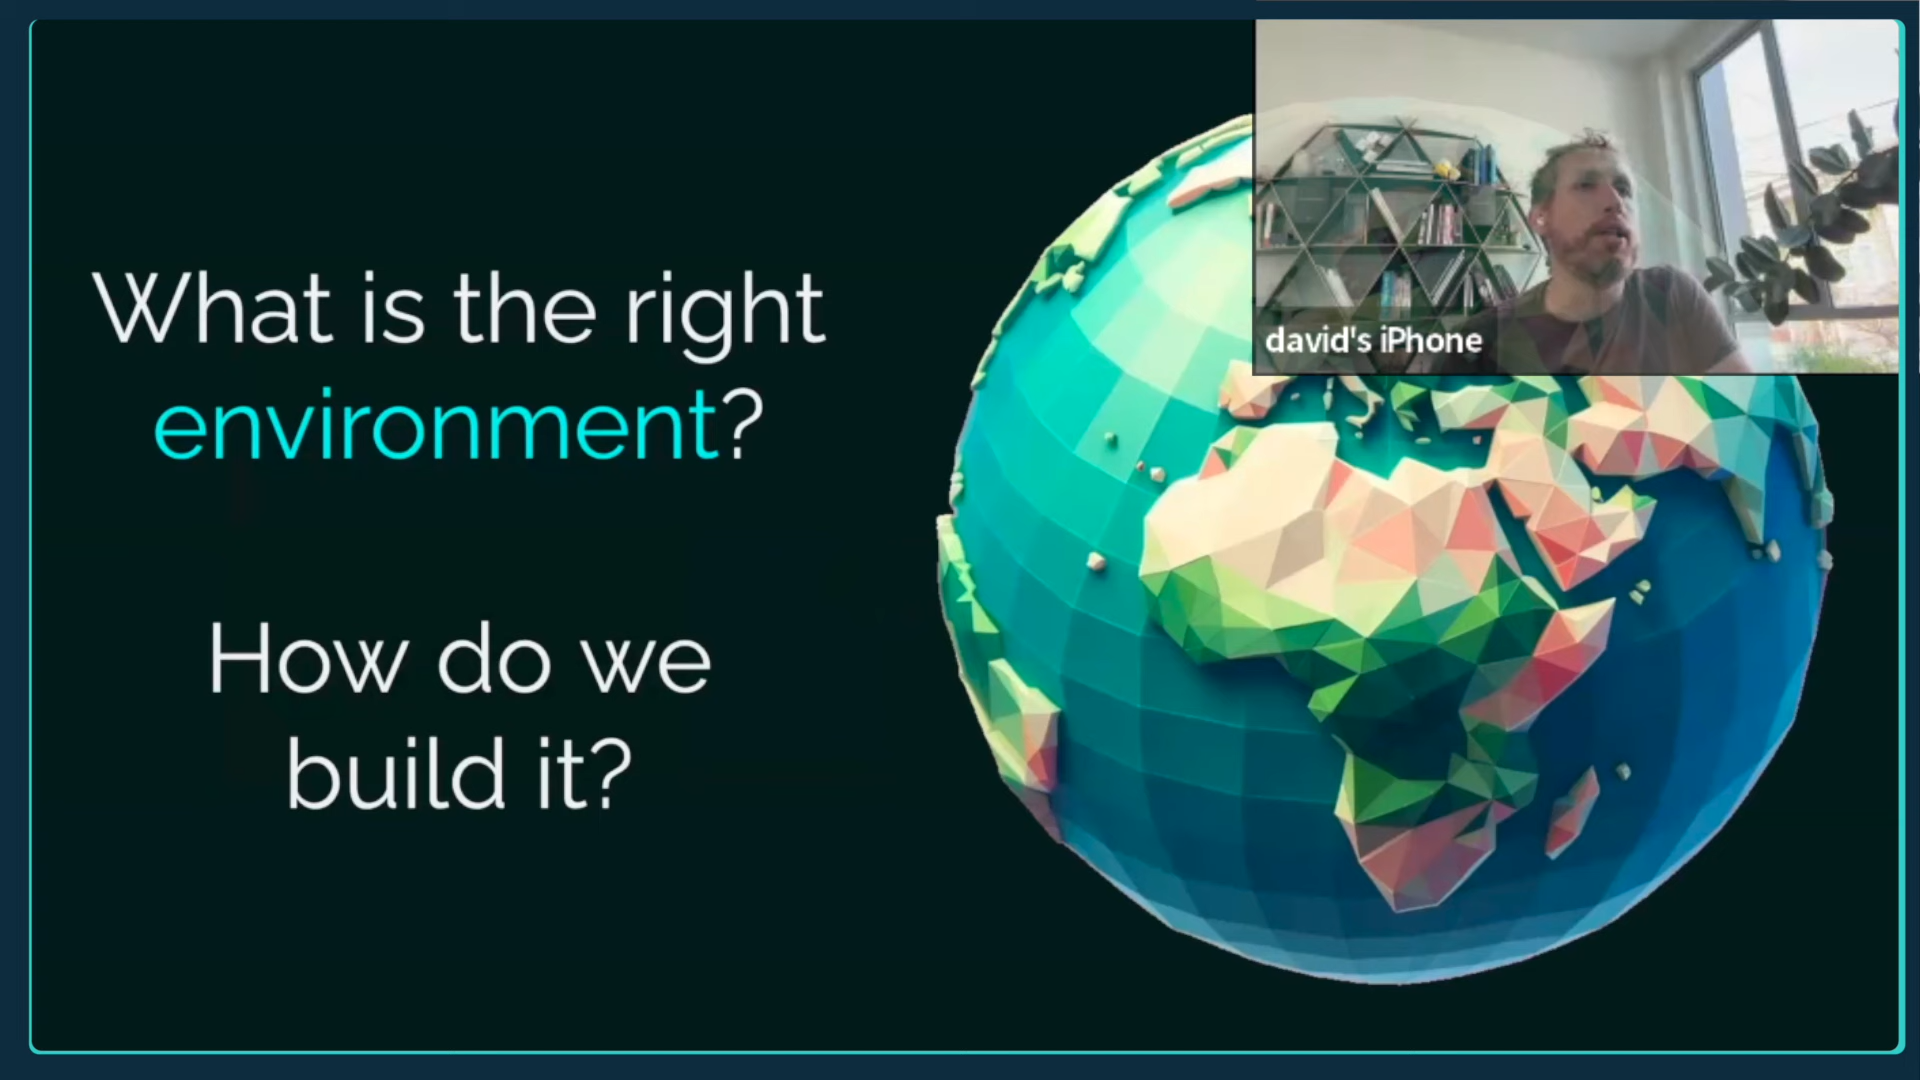 What is the right
environment?
How do we
build it?
david's iPhone